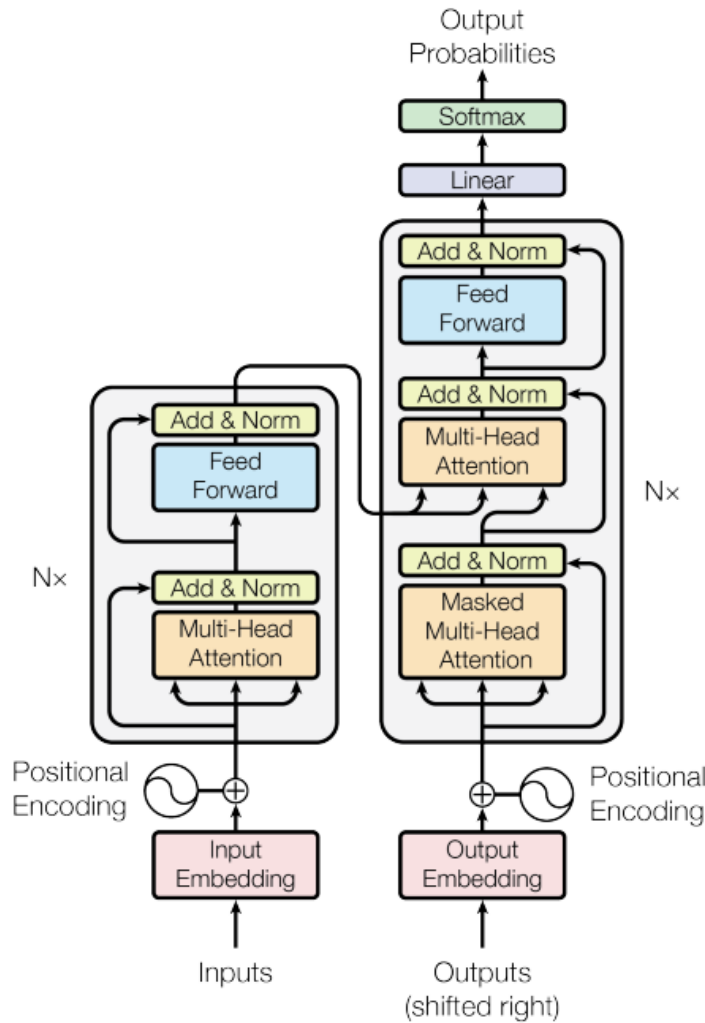 Output
Probabilities
Softmax
Linear
Add & Norm
Feed
Forward
Add & Norm
Multi-Head
Attention
Nx
Add & Norm
Masked
Multi-Head
Attention
Add & Norm
Feed
Forward
Nx
Add & Norm
Multi-Head
Attention
Positional
Encoding
Positional
Encoding
Input
Embedding
Output
Embedding
Inputs
Outputs
(shifted right)